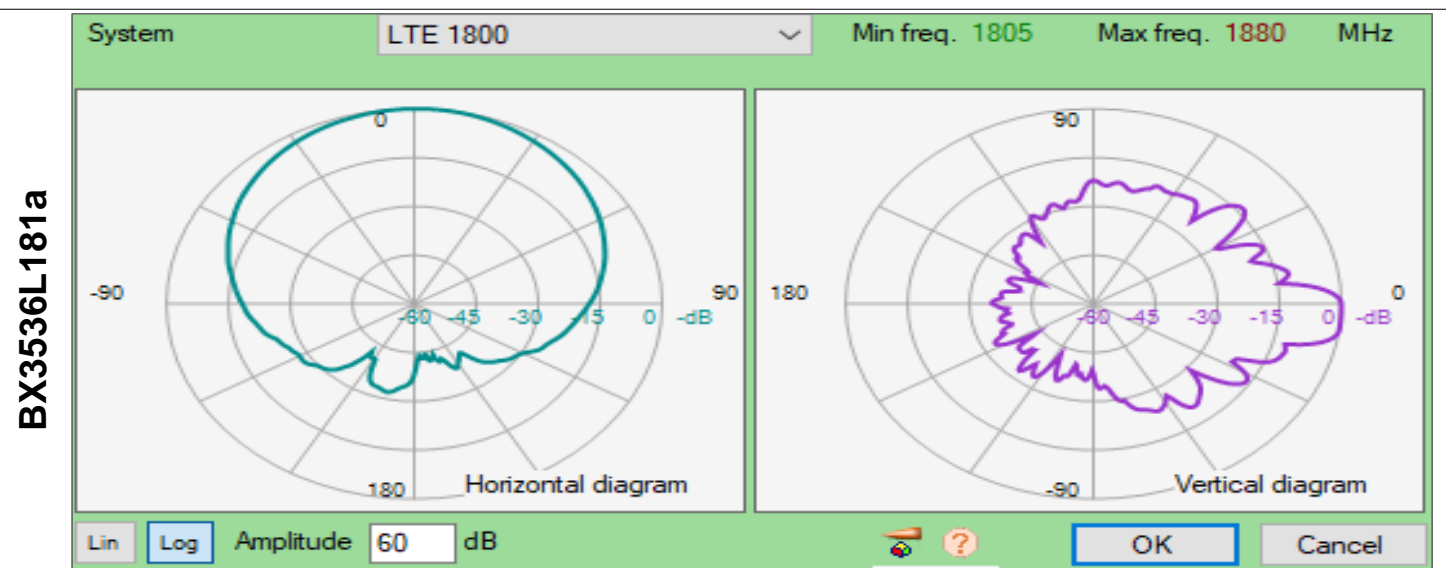 BX3536L181a
System LTE 1800 Min freq. 1805 Max freq. 1880 MHz
0
-90
90
-60 -45 -30 -15 0 -dB
180
Horizontal diagram
90
180
0
-60 -45 -30 -15 0 -dB
-90
Vertical diagram
Lin Log Amplitude 60 dB ? OK Cancel